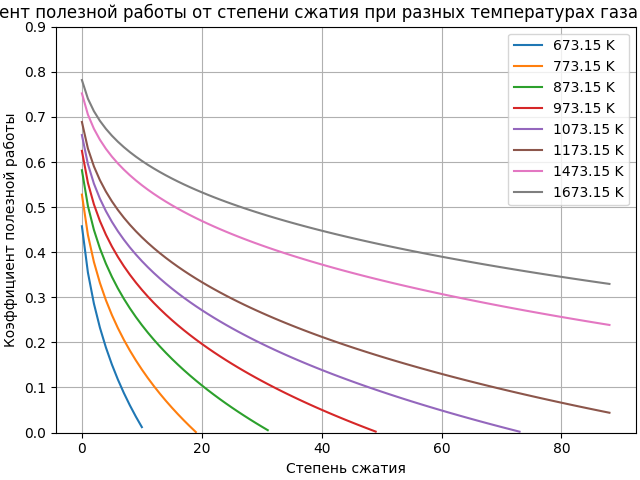 ент полезной работы от степени сжатия при разных температурах газа
0.9
0.8
0.7
0.6
0.5
0.4
0.3
0.2
0.1
0.0
Коэффициент полезной работы
673.15 K
773.15 K
873.15 K
973.15 K
1073.15 K
1173.15 K
1473.15 K
1673.15 K
0 20 40 60 80
Степень сжатия